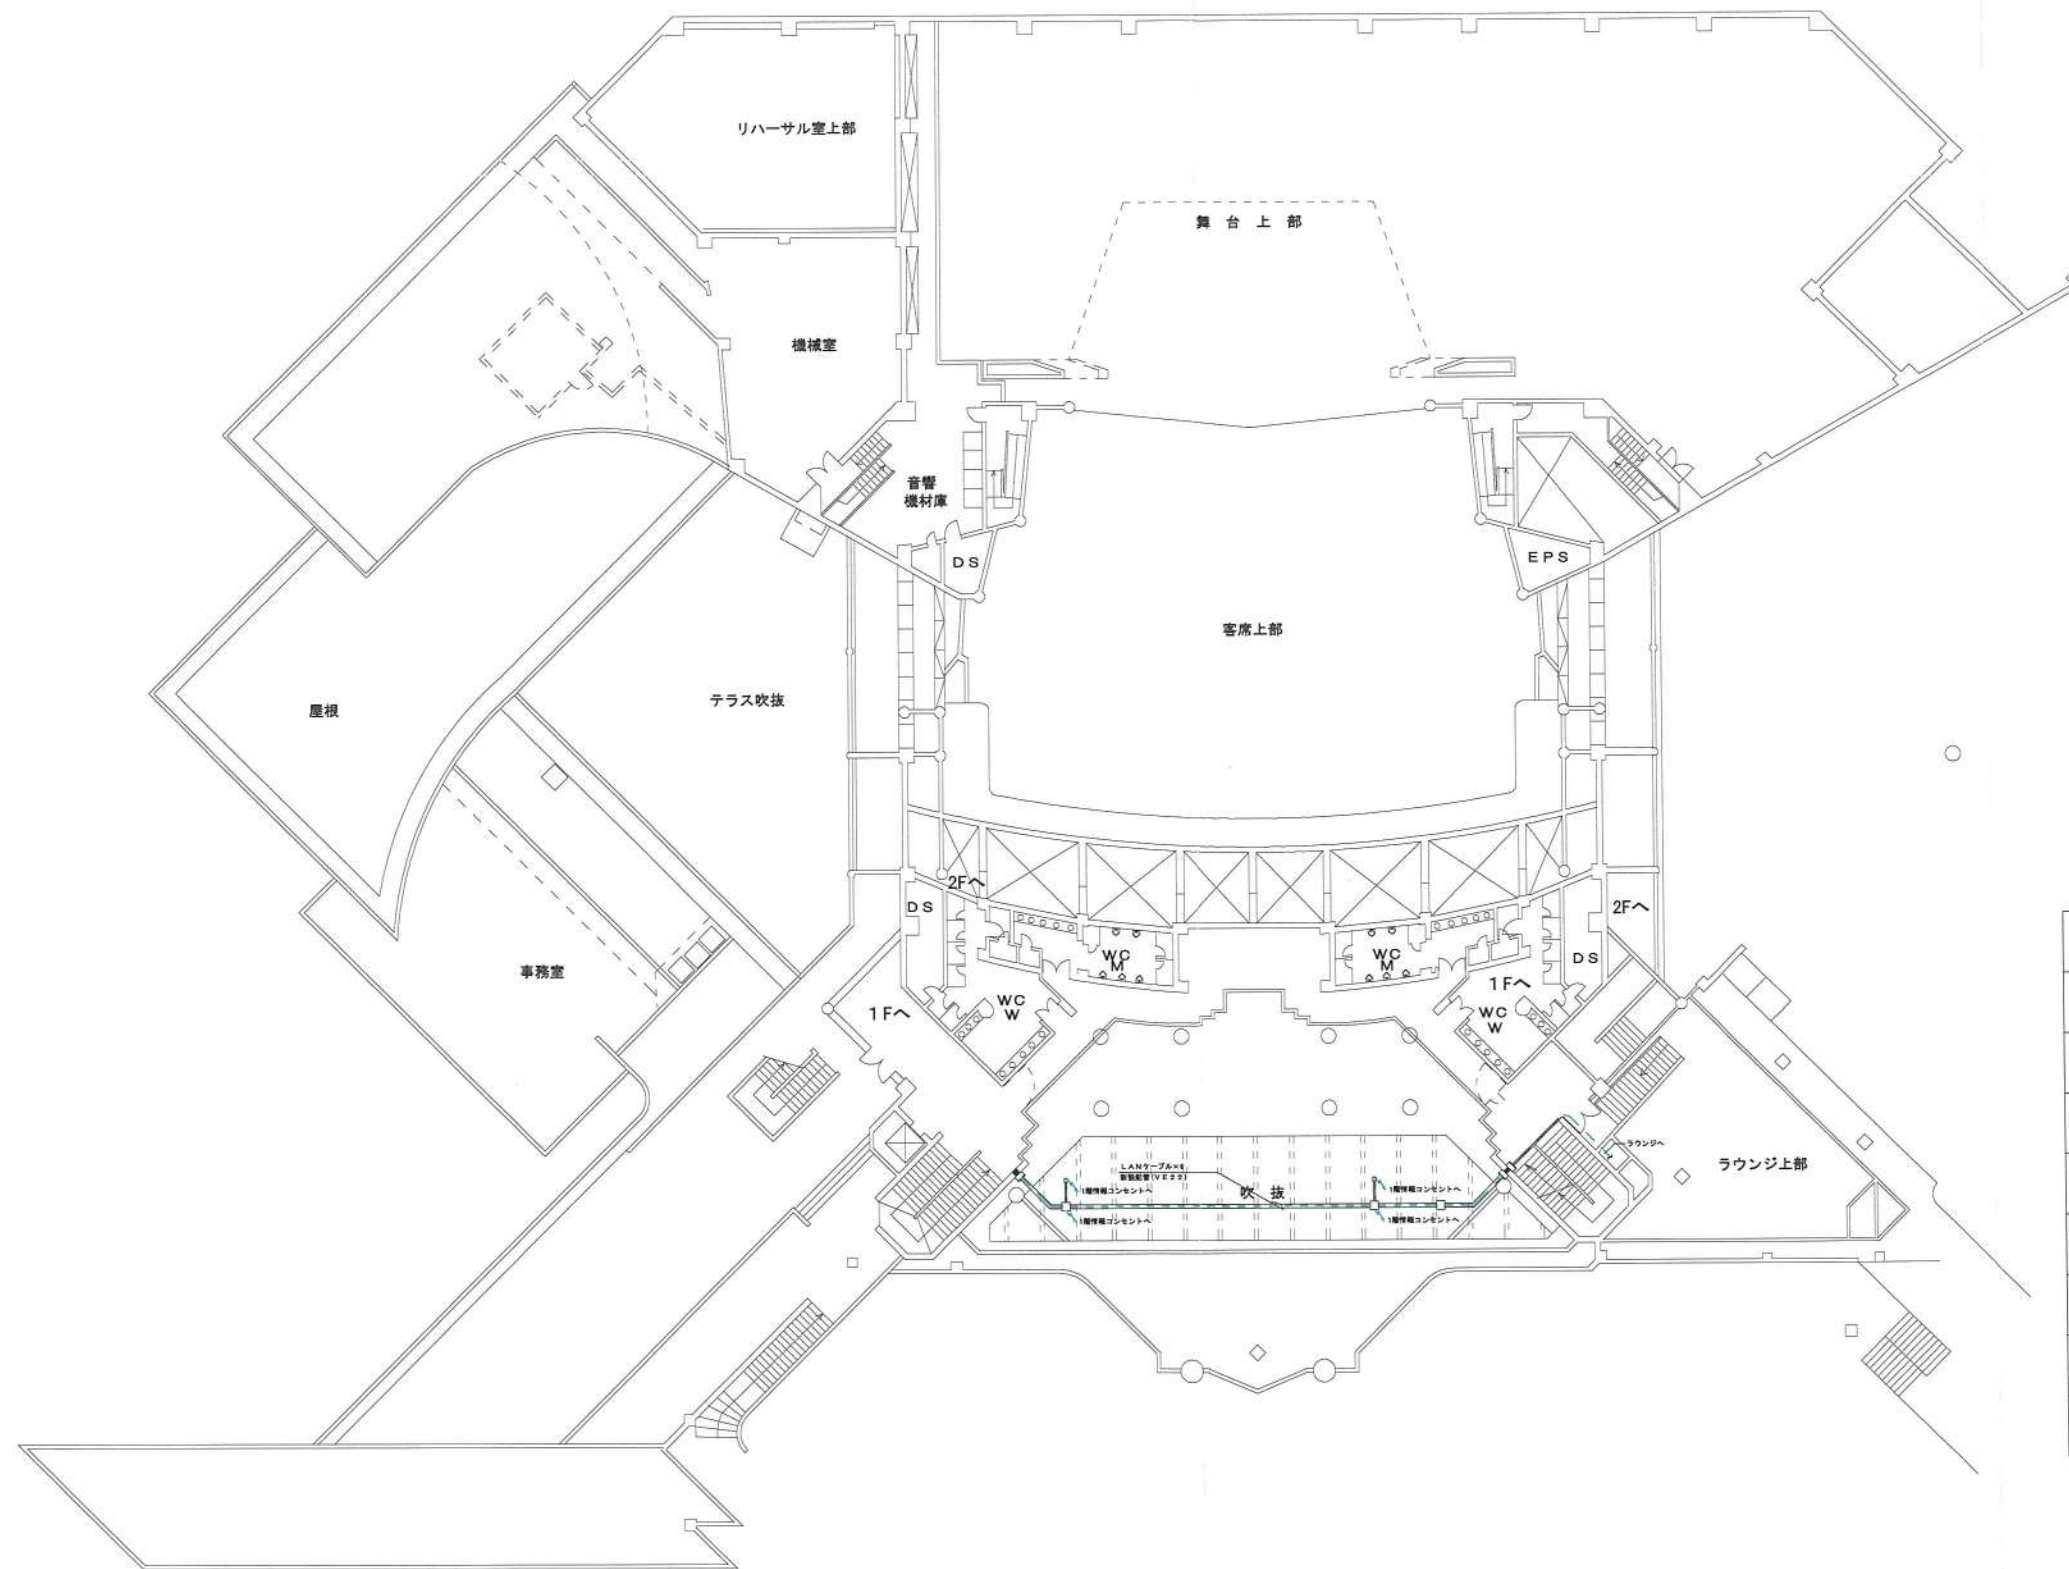 リハーサル室上部
舞台上部
機械室
音響
機材庫
DS
EPS
客席上部
屋根
テラス吹抜
2Fへ
DS
2Fへ
WC
M
WC
M
DS
事務室
1Fへ
WC
W
1Fへ
WC
W
ラウンジへ
ラウンジ上部
LANケーブル×6
新設配管(VE22)
吹抜
1階情報コンセントへ
1階情報コンセントへ
1階情報コンセントへ
1階情報コンセントへ